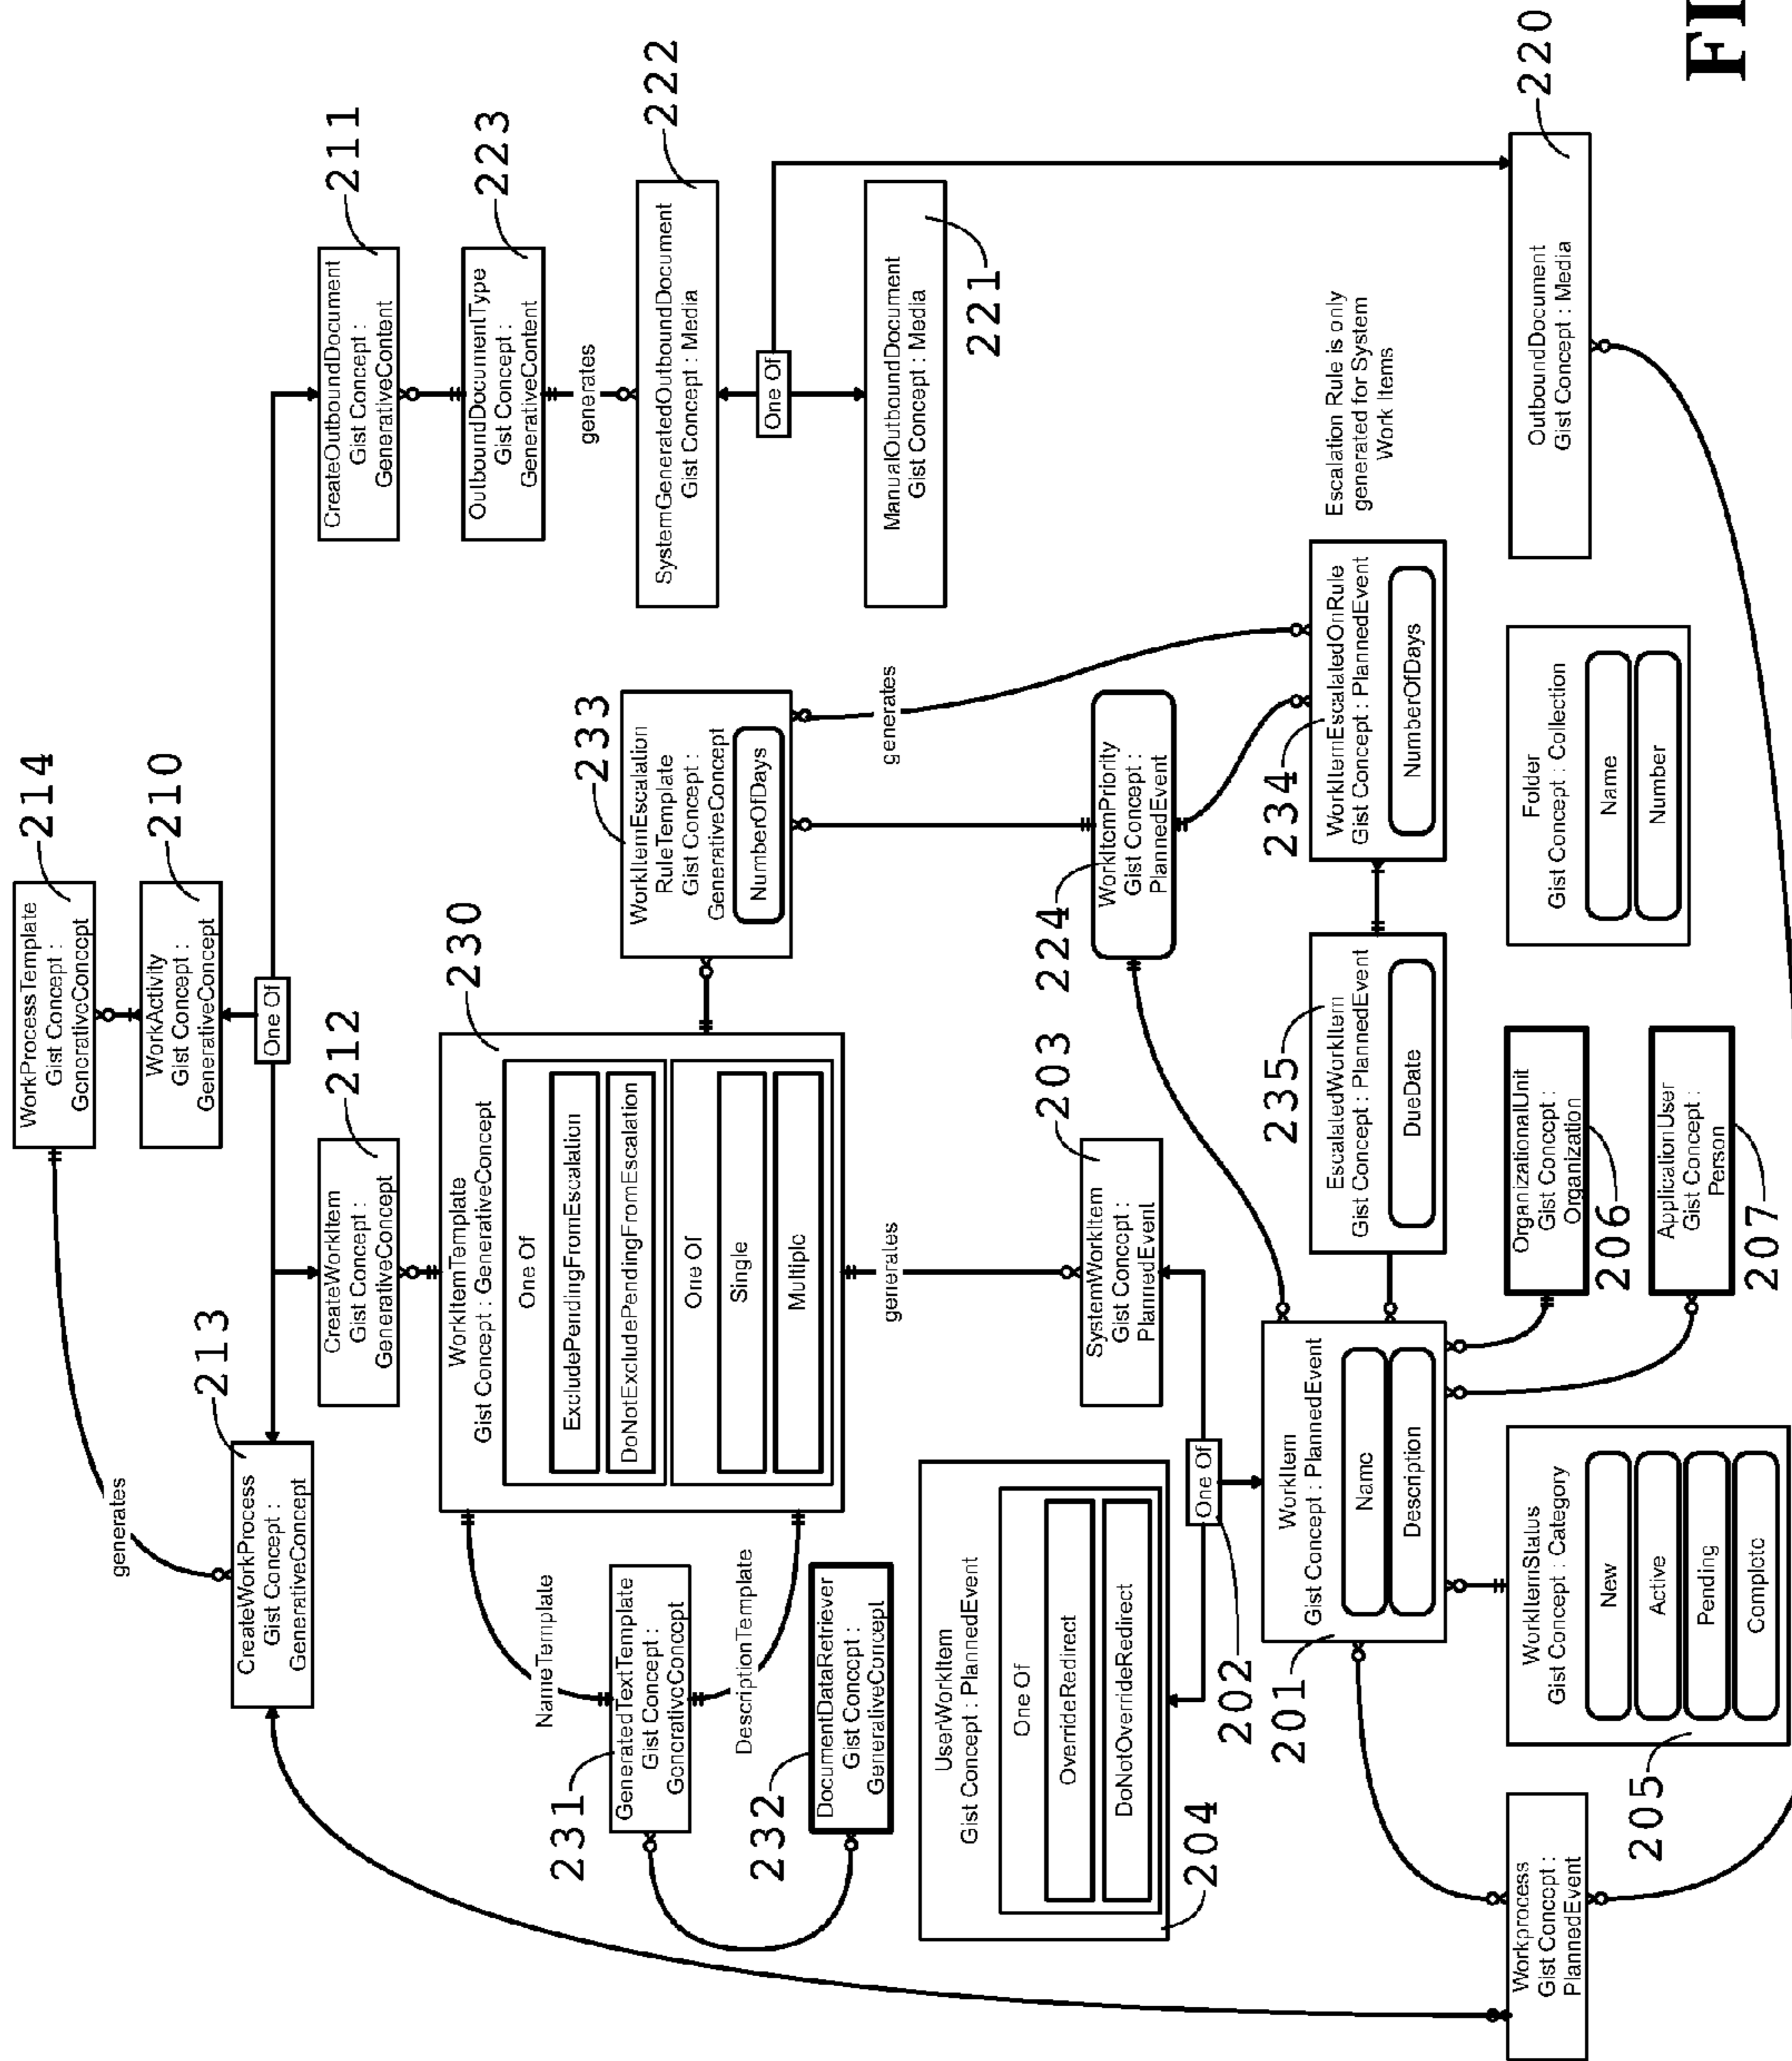 WorkProcessTemplate
Gist Concept :
GenerativeConcept
214
WorkActivity
Gist Concept :
GenerativeConcept
210
One Of
generates
CreateWorkProcess
Gist Concept :
GenerativeConcept
213
CreateWorkItem
Gist Concept :
GenerativeConcept
212
CreateOutboundDocument
Gist Concept :
GenerativeContent
211
OutboundDocumentType
Gist Concept :
GenerativeContent
223
generates
SystemGeneratedOutboundDocument
Gist Concept : Media
222
One Of
ManualOutboundDocument
Gist Concept : Media
221
WorkItemTemplate
Gist Concept : GenerativeConcept
One Of
ExcludePendingFromEscalation
DoNotExcludePendingFromEscalation
One Of
Single
Multiple
230
NameTemplate
DescriptionTemplate
GeneratedTextTemplate
Gist Concept :
GenerativeConcept
231
DocumentDataRetriever
Gist Concept :
GenerativeConcept
232
WorkItemEscalation
RuleTemplate
Gist Concept :
GenerativeConcept
NumberOfDays
233
generates
generates
UserWorkItem
Gist Concept : PlannedEvent
One Of
OverrideRedirect
DoNotOverrideRedirect
204
SystemWorkItem
Gist Concept :
PlannedEvent
203
WorkItemPriority
Gist Concept :
PlannedEvent
224
One Of
202
WorkItem
Gist Concept : PlannedEvent
Name
Description
201
EscalatedWorkItem
Gist Concept : PlannedEvent
DueDate
235
WorkItemEscalatedOnRule
Gist Concept : PlannedEvent
NumberOfDays
234
Escalation Rule is only
generated for System
Work Items
Workprocess
Gist Concept :
PlannedEvent
WorkItemStatus
Gist Concept : Category
New
Active
Pending
Complete
205
OrganizationalUnit
Gist Concept :
Organization
206
ApplicationUser
Gist Concept :
Person
207
Folder
Gist Concept : Collection
Name
Number
OutboundDocument
Gist Concept : Media
220
FI